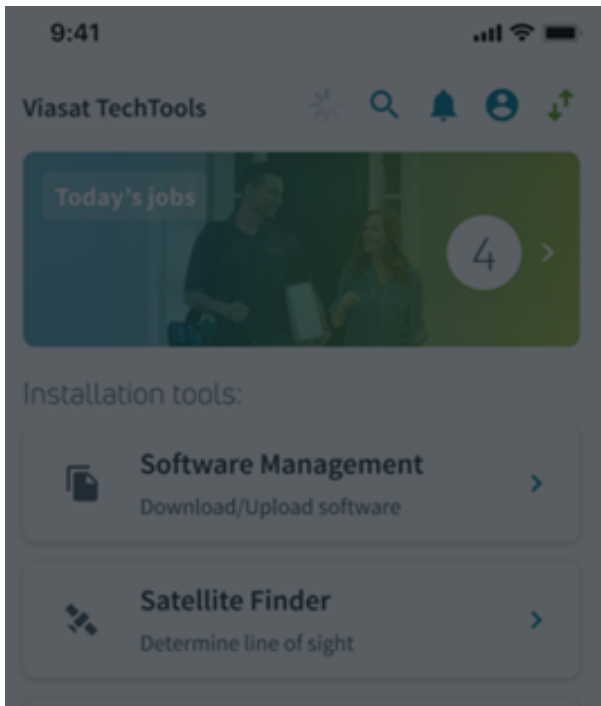 9:41
Viasat TechTools
Today's jobs
4
Installation tools:
Software Management
Download/Upload software
Satellite Finder
Determine line of sight